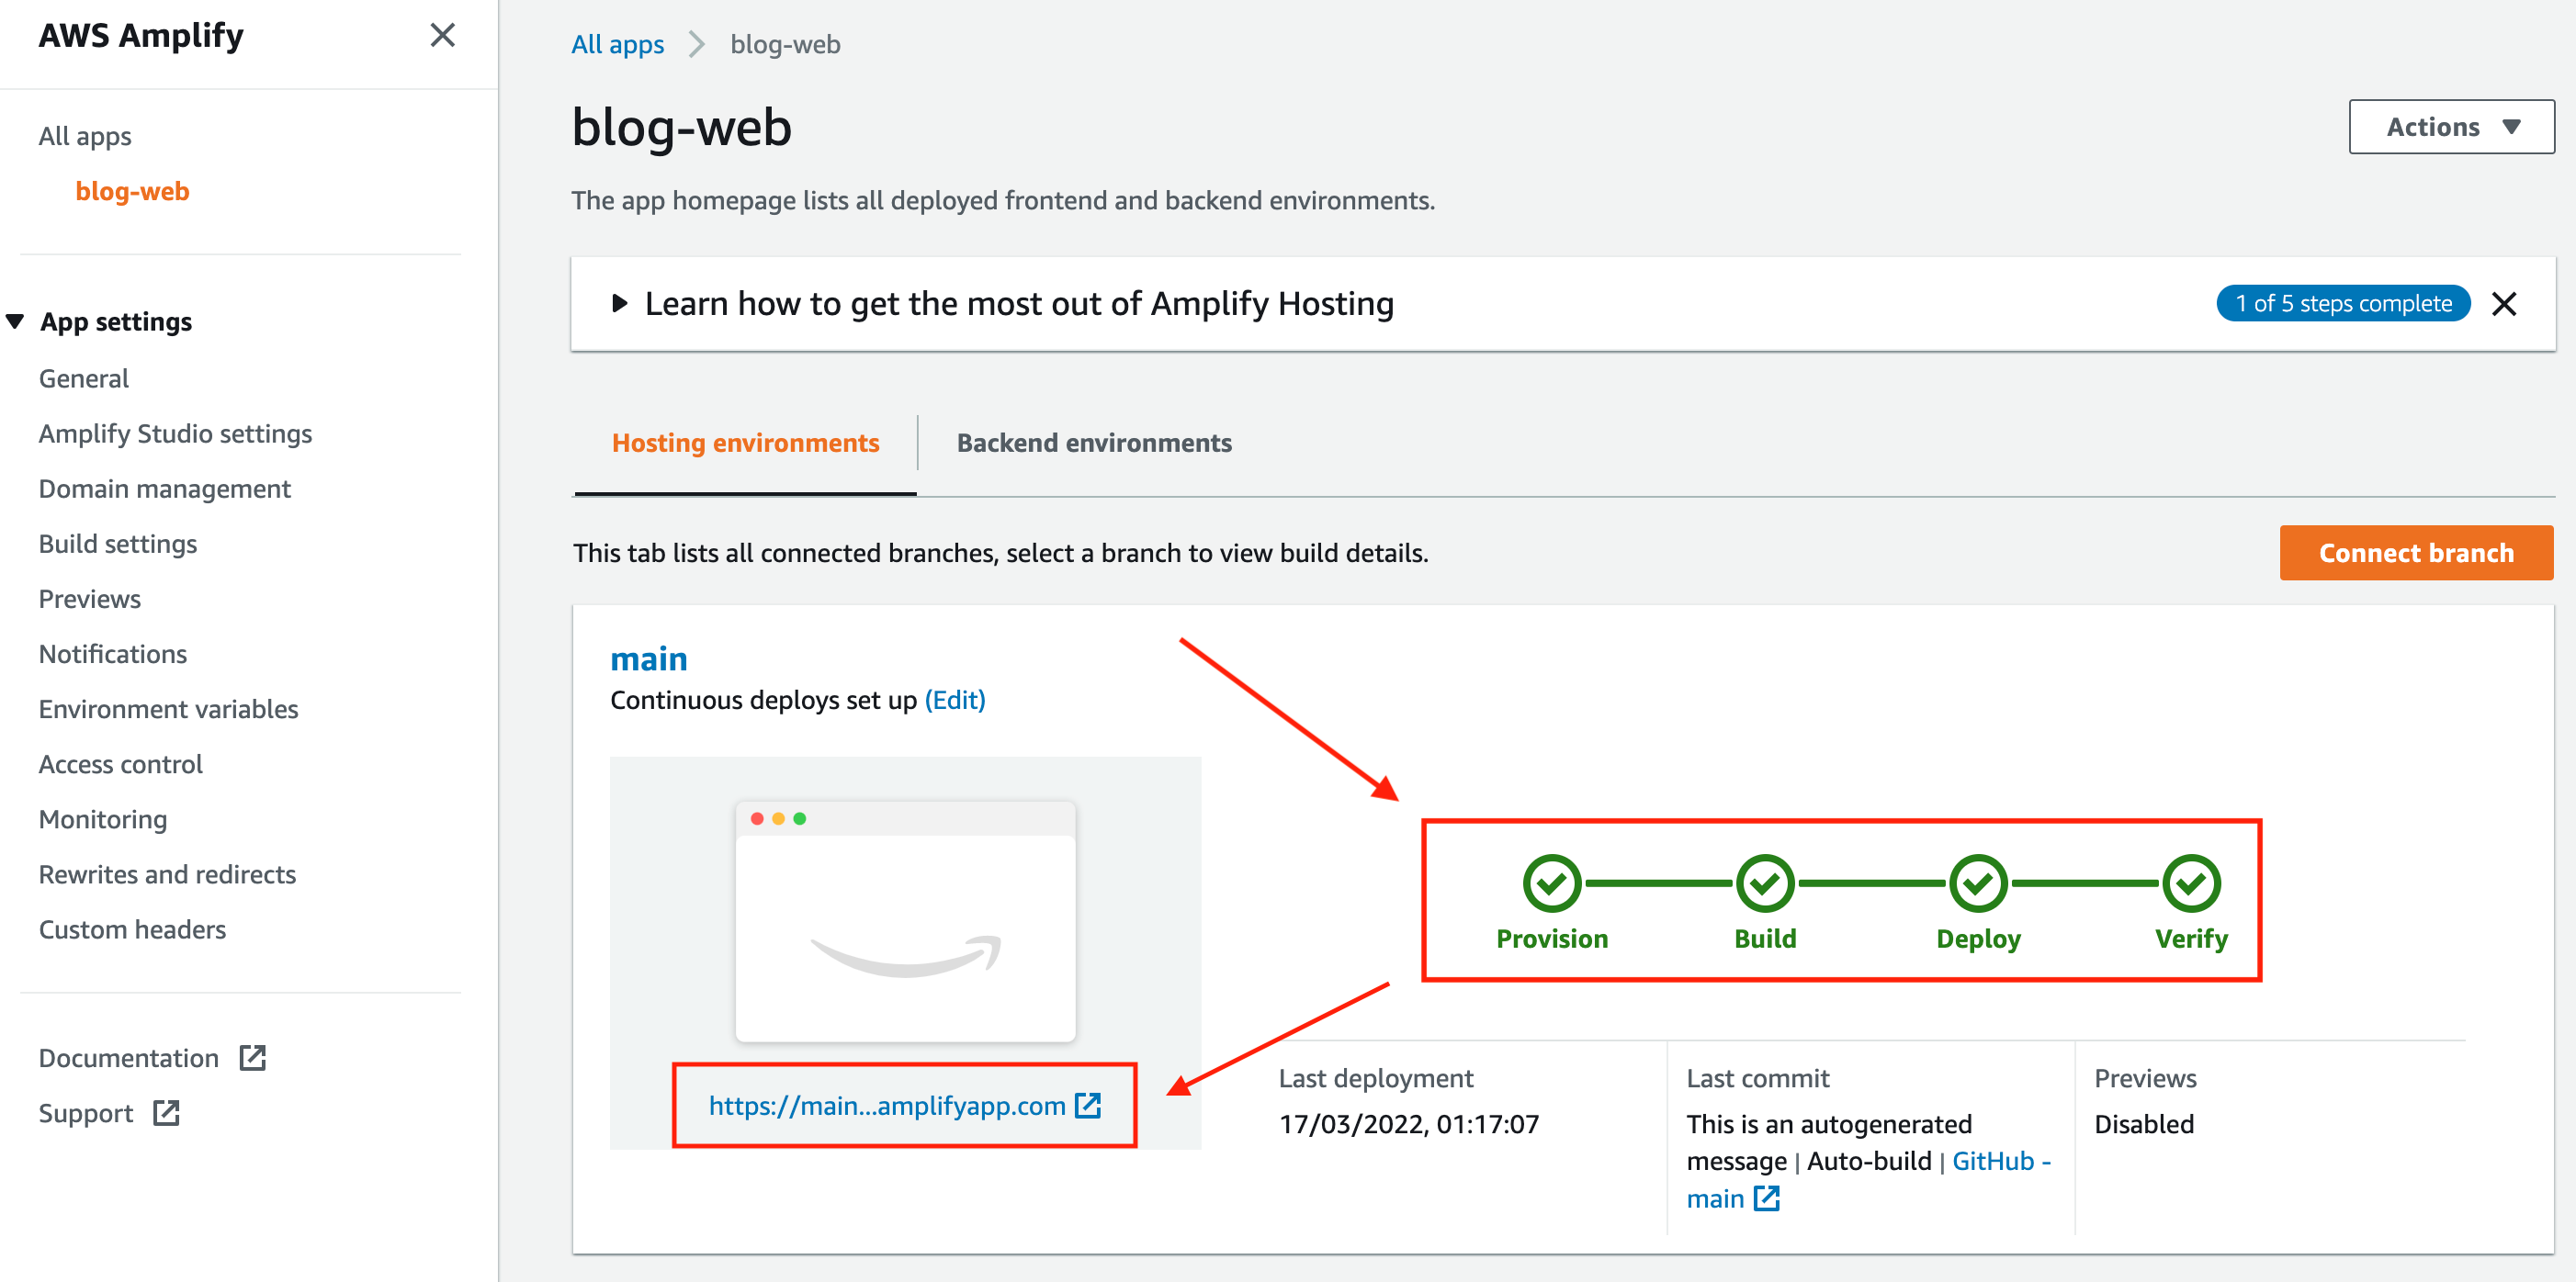 AWS Amplify
All apps
blog-web
App settings
General
Amplify Studio settings
Domain management
Build settings
Previews
Notifications
Environment variables
Access control
Monitoring
Rewrites and redirects
Custom headers
Documentation
Support
All apps > blog-web
blog-web
Actions
The app homepage lists all deployed frontend and backend environments.
Learn how to get the most out of Amplify Hosting
1 of 5 steps complete
Hosting environments
Backend environments
This tab lists all connected branches, select a branch to view build details.
Connect branch
main
Continuous deploys set up (Edit)
https://main...amplifyapp.com
Provision
Build
Deploy
Verify
Last deployment
17/03/2022, 01:17:07
Last commit
This is an autogenerated
message | Auto-build | GitHub -
main
Previews
Disabled